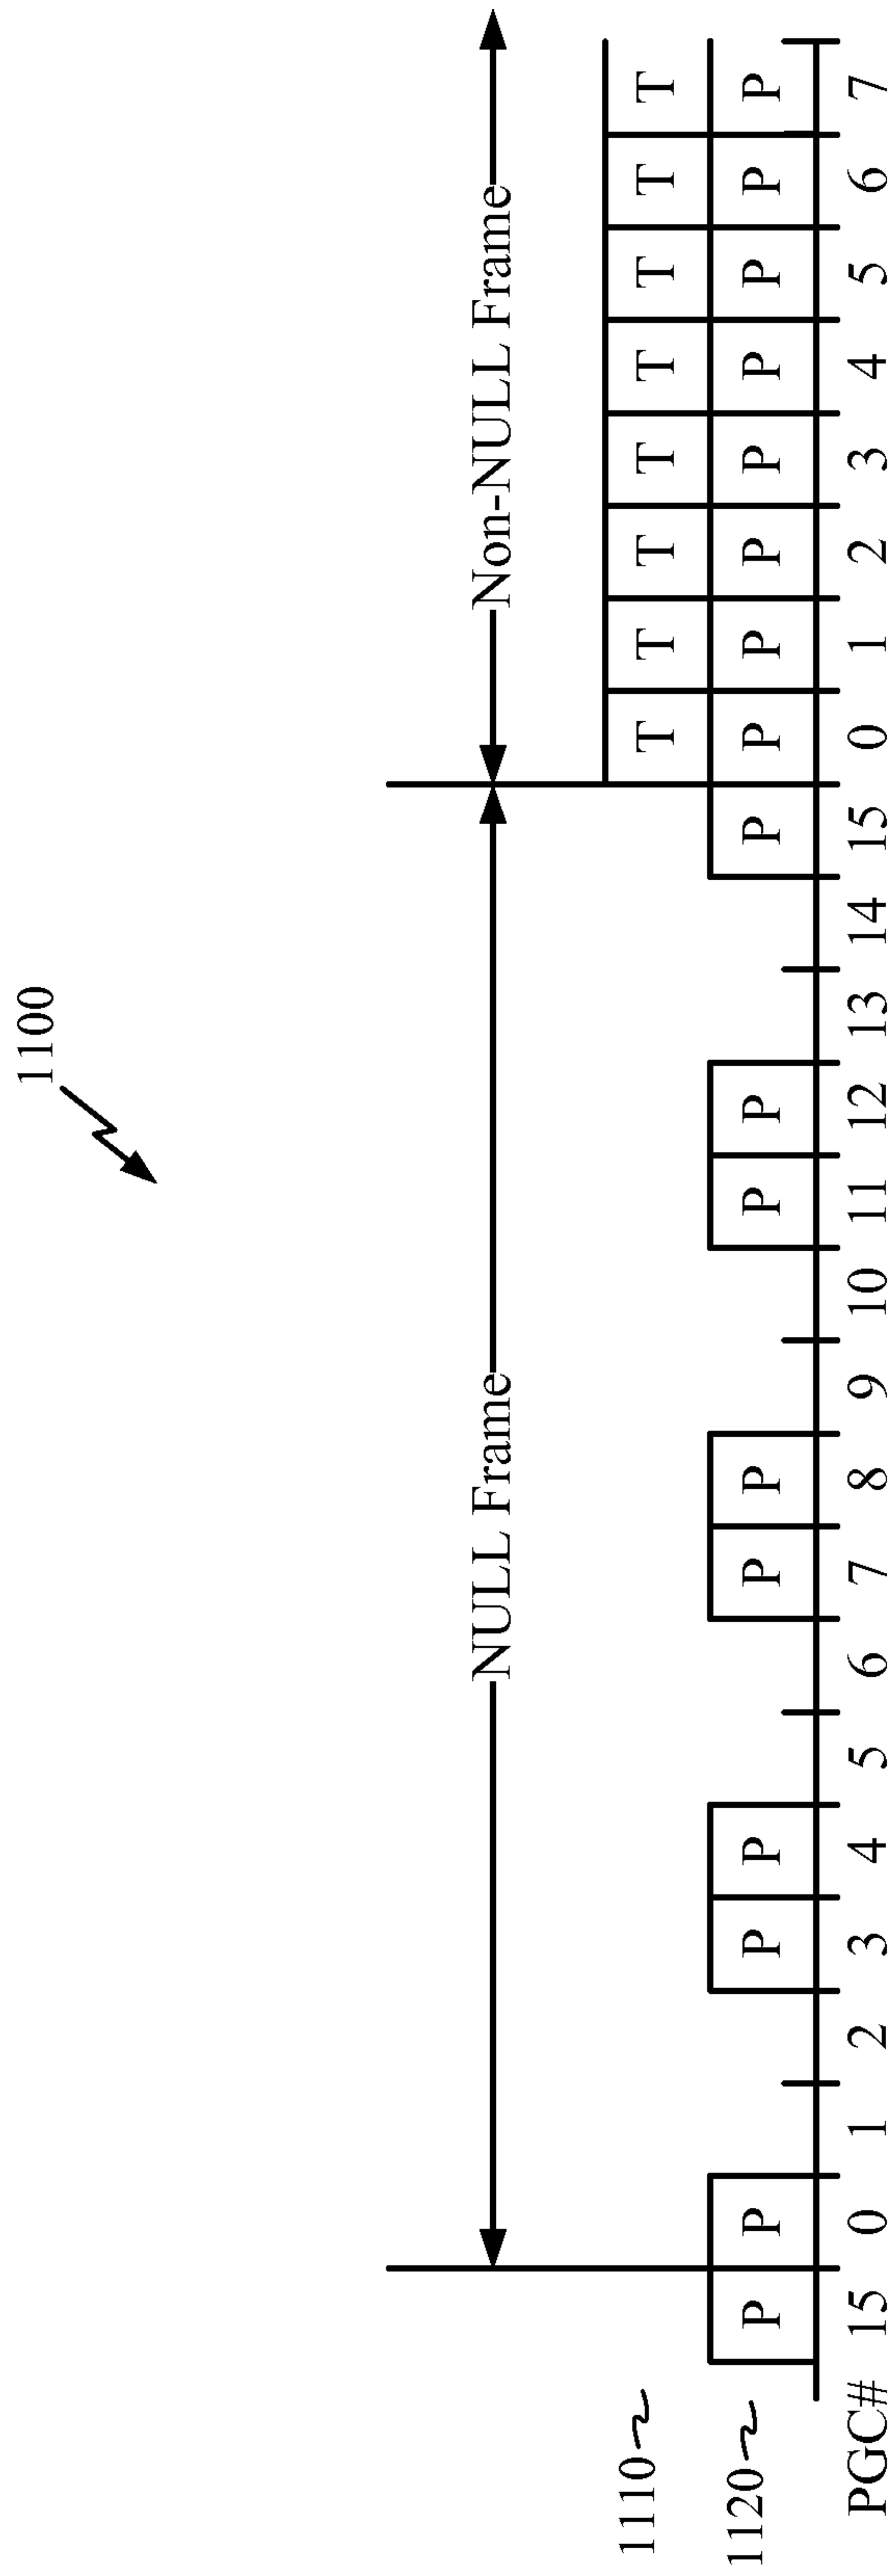 1100
NULL Frame Non-NULL Frame
1110 T T T T T T T T
1120 P P P P P P P P P P P P P P P P P
PGC# 15 0 1 2 3 4 5 6 7 8 9 10 11 12 13 14 15 0 1 2 3 4 5 6 7